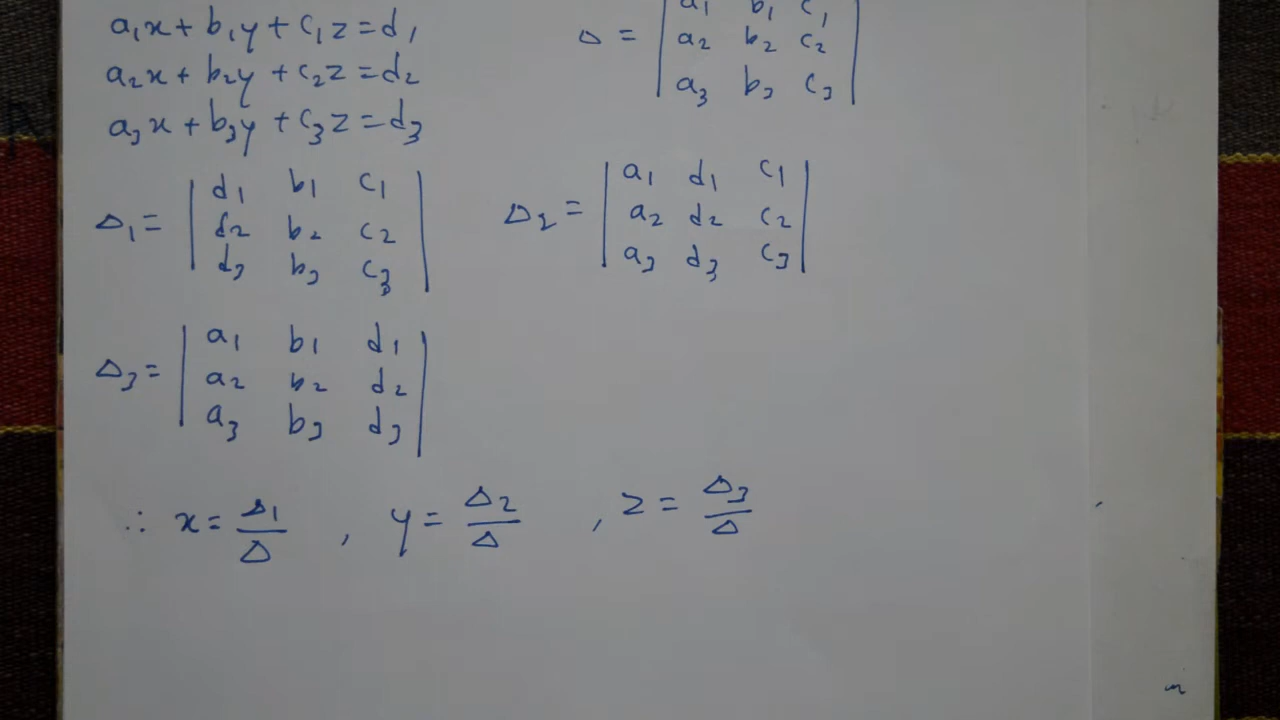 a₁x + b₁y + c₁z = d₁
a₂x + b₂y + c₂z = d₂
a₃x + b₃y + c₃z = d₃
Δ = | a₁ b₁ c₁ |
| a₂ b₂ c₂ |
| a₃ b₃ c₃ |
Δ₁ = | d₁ b₁ c₁ |
| d₂ b₂ c₂ |
| d₃ b₃ c₃ |
Δ₂ = | a₁ d₁ c₁ |
| a₂ d₂ c₂ |
| a₃ d₃ c₃ |
Δ₃ = | a₁ b₁ d₁ |
| a₂ b₂ d₂ |
| a₃ b₃ d₃ |
∴ x = Δ₁/Δ , y = Δ₂/Δ , z = Δ₃/Δ